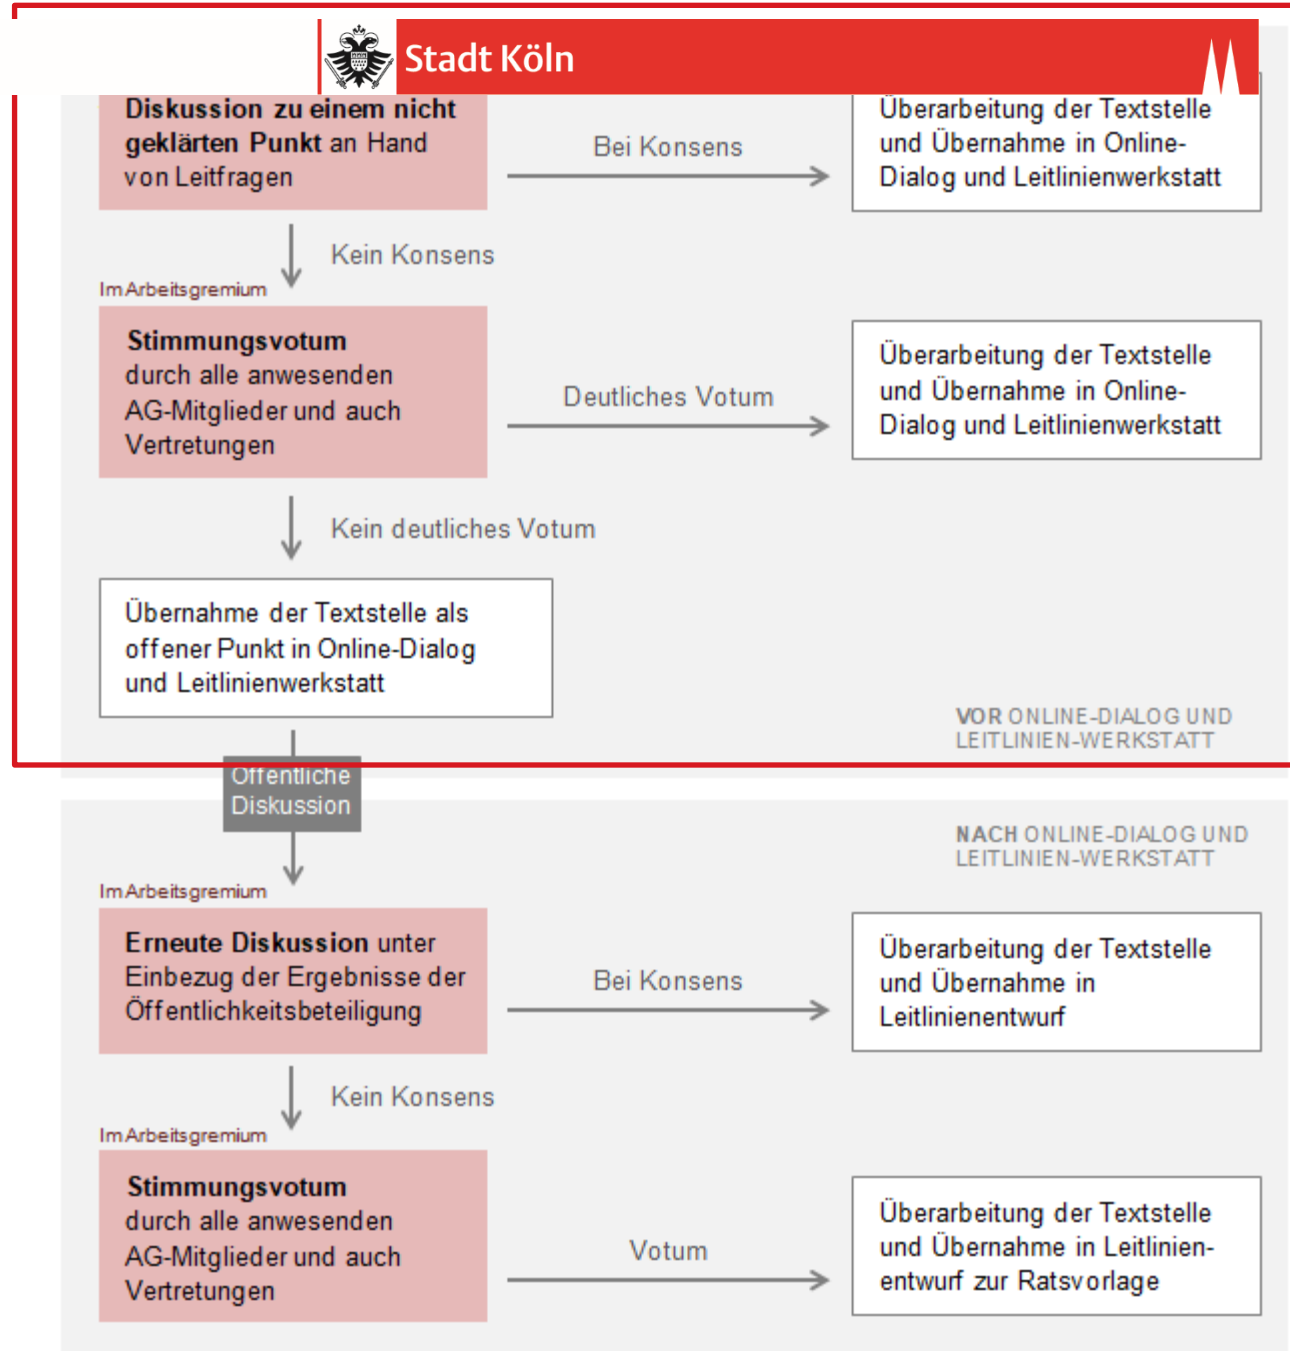 Stadt Köln
Diskussion zu einem nicht
geklärten Punkt an Hand
von Leitfragen
Bei Konsens
Überarbeitung der Textstelle
und Übernahme in Online-
Dialog und Leitlinienwerkstatt
Kein Konsens
Im Arbeitsgremium
Stimmungsvotum
durch alle anwesenden
AG-Mitglieder und auch
Vertretungen
Deutliches Votum
Überarbeitung der Textstelle
und Übernahme in Online-
Dialog und Leitlinienwerkstatt
Kein deutliches Votum
Übernahme der Textstelle als
offener Punkt in Online-Dialog
und Leitlinienwerkstatt
VOR ONLINE-DIALOG UND
LEITLINIEN-WERKSTATT
Öffentliche
Diskussion
NACH ONLINE-DIALOG UND
LEITLINIEN-WERKSTATT
Im Arbeitsgremium
Erneute Diskussion unter
Einbezug der Ergebnisse der
Öffentlichkeitsbeteiligung
Bei Konsens
Überarbeitung der Textstelle
und Übernahme in
Leitlinienentwurf
Kein Konsens
Im Arbeitsgremium
Stimmungsvotum
durch alle anwesenden
AG-Mitglieder und auch
Vertretungen
Votum
Überarbeitung der Textstelle
und Übernahme in Leitlinien-
entwurf zur Ratsvorlage